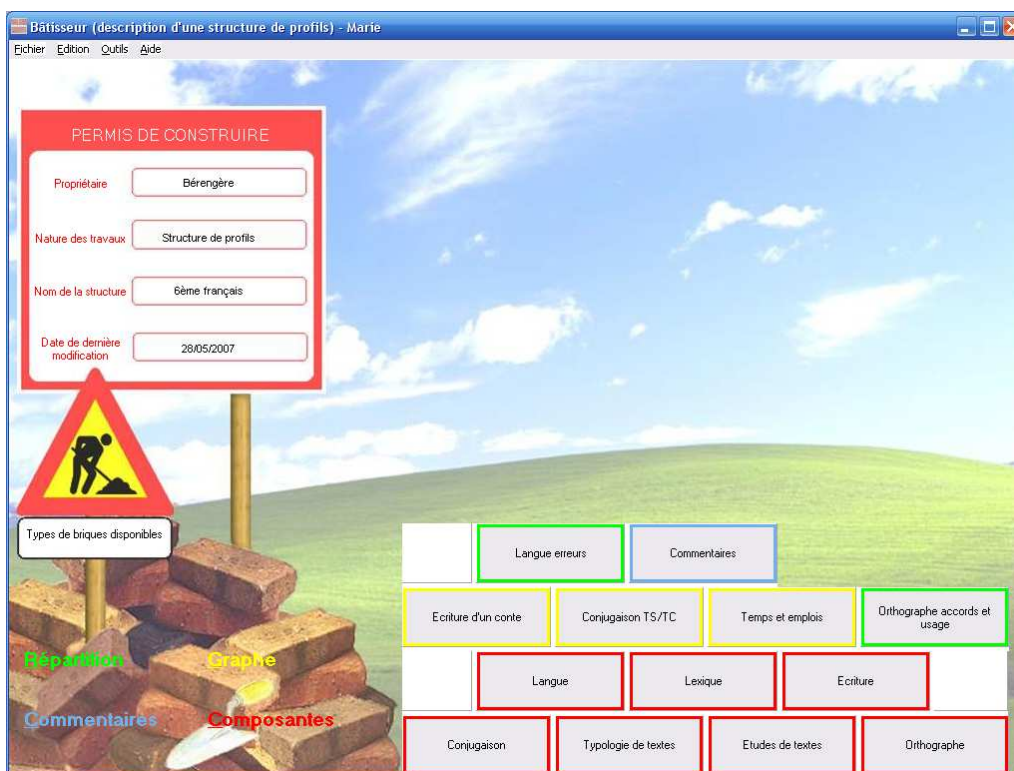 Bâtisseur (description d'une structure de profils) - Marie
Fichier Edition Outils Aide
PERMIS DE CONSTRUIRE
Propriétaire
Bérengère
Nature des travaux
Structure de profils
Nom de la structure
6ème français
Date de dernière
modification
28/05/2007
Types de briques disponibles
Répartition
Graphe
Commentaires
Composantes
Langue erreurs
Commentaires
Ecriture d'un conte
Conjugaison TS/TC
Temps et emplois
Orthographe accords et
usage
Langue
Lexique
Ecriture
Conjugaison
Typologie de textes
Etudes de textes
Orthographe